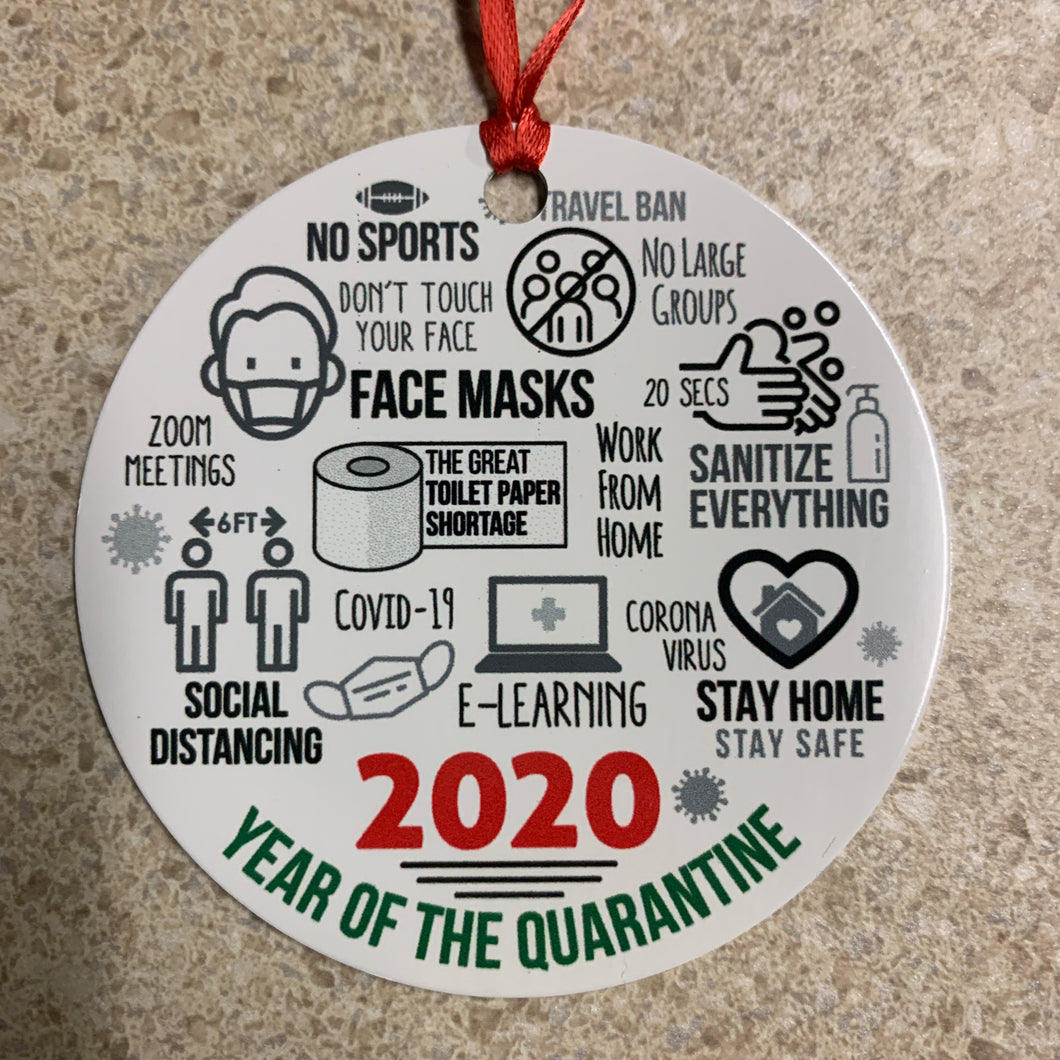 NO SPORTS
TRAVEL BAN
DON'T TOUCH
YOUR FACE
NO LARGE
GROUPS
FACE MASKS
20 SECS
ZOOM
MEETINGS
THE GREAT
TOILET PAPER
SHORTAGE
WORK
FROM
HOME
SANITIZE
EVERYTHING
6FT
SOCIAL
DISTANCING
COVID-19
E-LEARNING
CORONA
VIRUS
STAY HOME
STAY SAFE
2020
YEAR OF THE QUARANTINE